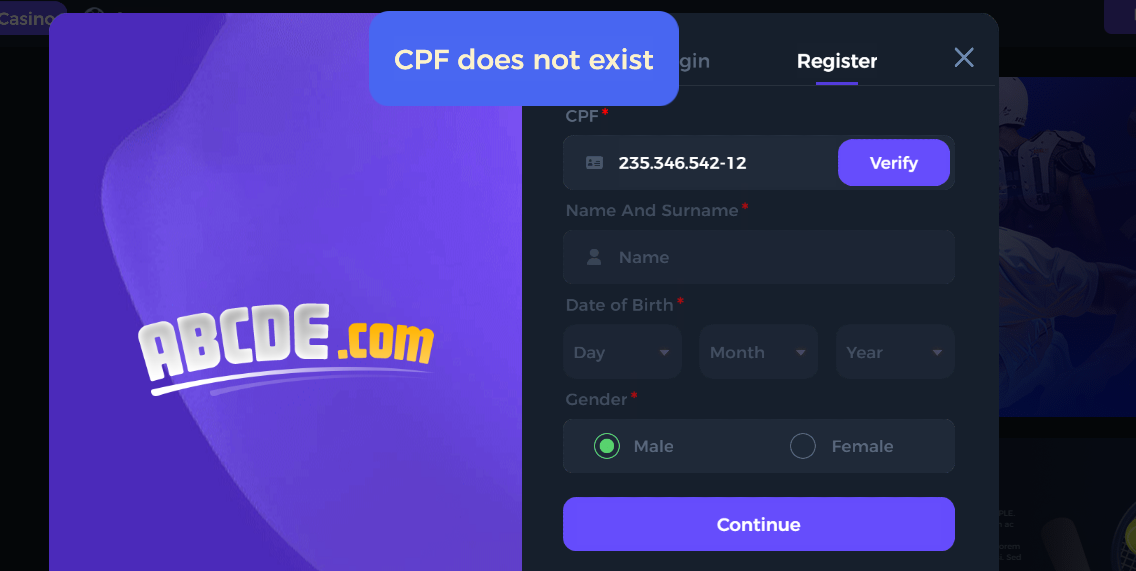 Casino
CPF does not exist
gin
Register
CPF*
235.346.542-12
Verify
Name And Surname*
Name
Date of Birth*
Day
Month
Year
Gender*
Male
Female
Continue
ABCDE.com